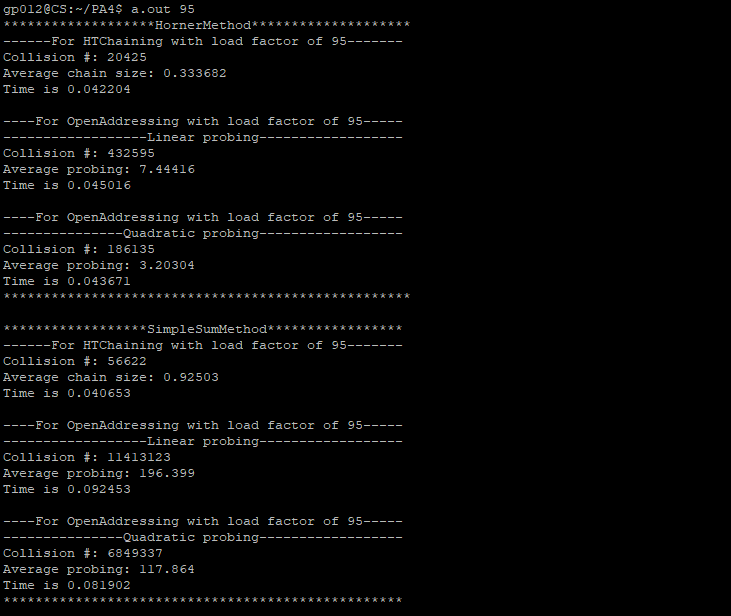 gp012@CS:~/PA4$ a.out 95
*******************HornerMethod********************
------For HTChaining with load factor of 95-------
Collision #: 20425
Average chain size: 0.333682
Time is 0.042204
----For OpenAddressing with load factor of 95-----
------------------Linear probing------------------
Collision #: 432595
Average probing: 7.44416
Time is 0.045016
----For OpenAddressing with load factor of 95-----
---------------Quadratic probing------------------
Collision #: 186135
Average probing: 3.20304
Time is 0.043671
***************************************************
******************SimpleSumMethod*****************
------For HTChaining with load factor of 95-------
Collision #: 56622
Average chain size: 0.92503
Time is 0.040653
----For OpenAddressing with load factor of 95-----
------------------Linear probing------------------
Collision #: 11413123
Average probing: 196.399
Time is 0.092453
----For OpenAddressing with load factor of 95-----
---------------Quadratic probing------------------
Collision #: 6849337
Average probing: 117.864
Time is 0.081902
**************************************************